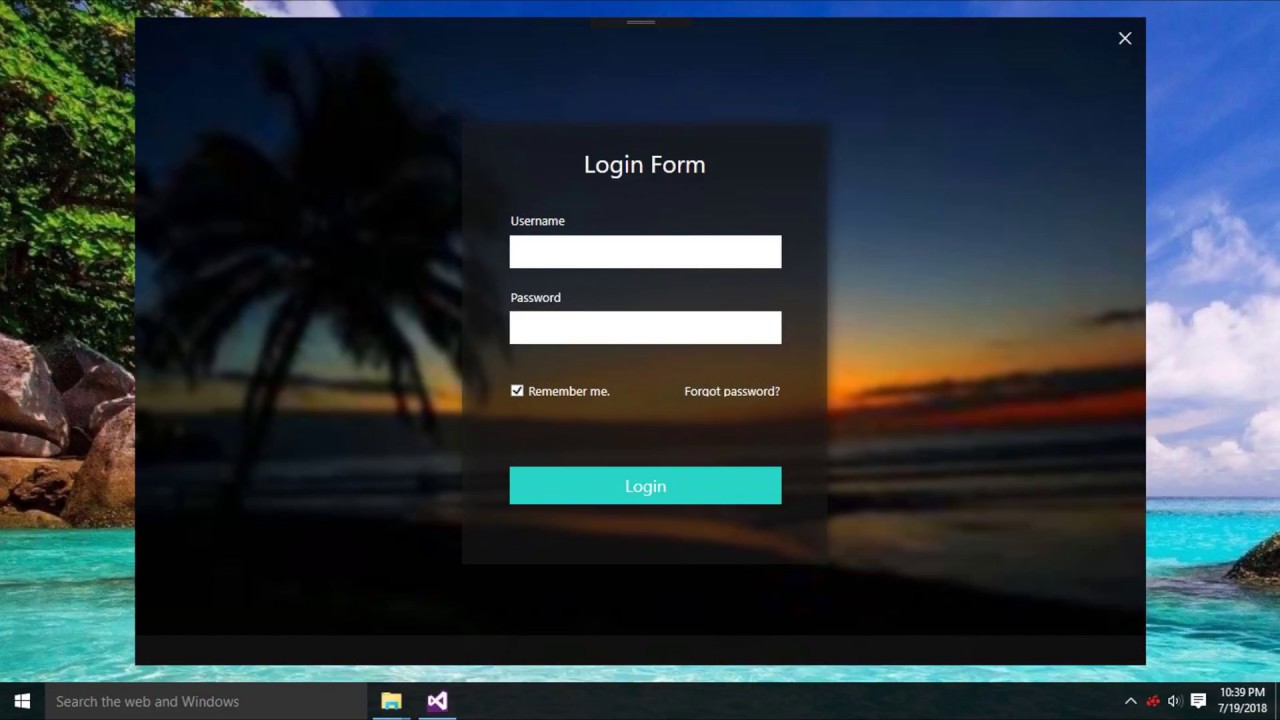 Login Form
Username
Password
Remember me.
Forgot password?
Login
Search the web and Windows
10:39 PM
7/19/2018